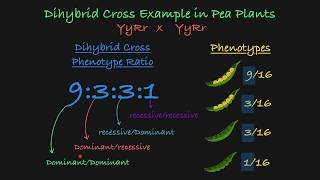 Dihybrid Cross Example in Pea Plants
YyRr x YyRr
Dihybrid Cross
Phenotype Ratio
Phenotypes
9:3:3:1
9/16
3/16
3/16
1/16
recessive/recessive
recessive/Dominant
Dominant/recessive
Dominant/Dominant